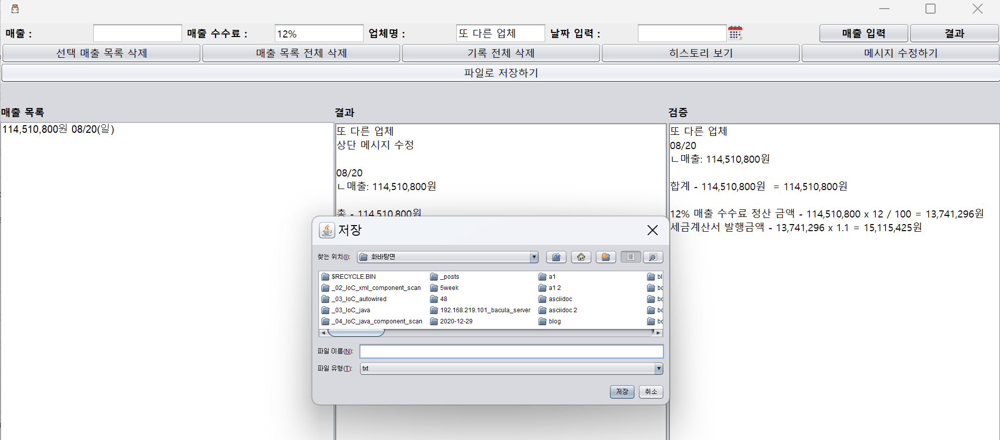 매출 :
매출 수수료 :
12%
업체명 :
또 다른 업체
날짜 입력 :
매출 입력
결과
선택 매출 목록 삭제
매출 목록 전체 삭제
기록 전체 삭제
히스토리 보기
메시지 수정하기
파일로 저장하기
매출 목록
114,510,800원 08/20(일)
결과
또 다른 업체
상단 메시지 수정
08/20
ㄴ매출: 114,510,800원
총 - 114,510,800원
검증
또 다른 업체
08/20
ㄴ매출: 114,510,800원
합계 - 114,510,800원  = 114,510,800원
12% 매출 수수료 정산 금액 - 114,510,800 x 12 / 100 = 13,741,296원
세금계산서 발행금액 - 13,741,296 x 1.1 = 15,115,425원
저장
찾는 위치(I):
화바탕면
$RECYCLE.BIN
_02_IoC_xml_component_scan
_03_IoC_autowired
_03_IoC_java
_04_IoC_java_component_scan
_posts
5week
48
192.168.219.101_bacula_server
2020-12-29
a1
a1 2
asciidoc
asciidoc 2
blog
파일 이름(N):
파일 유형(T):
txt
저장
취소